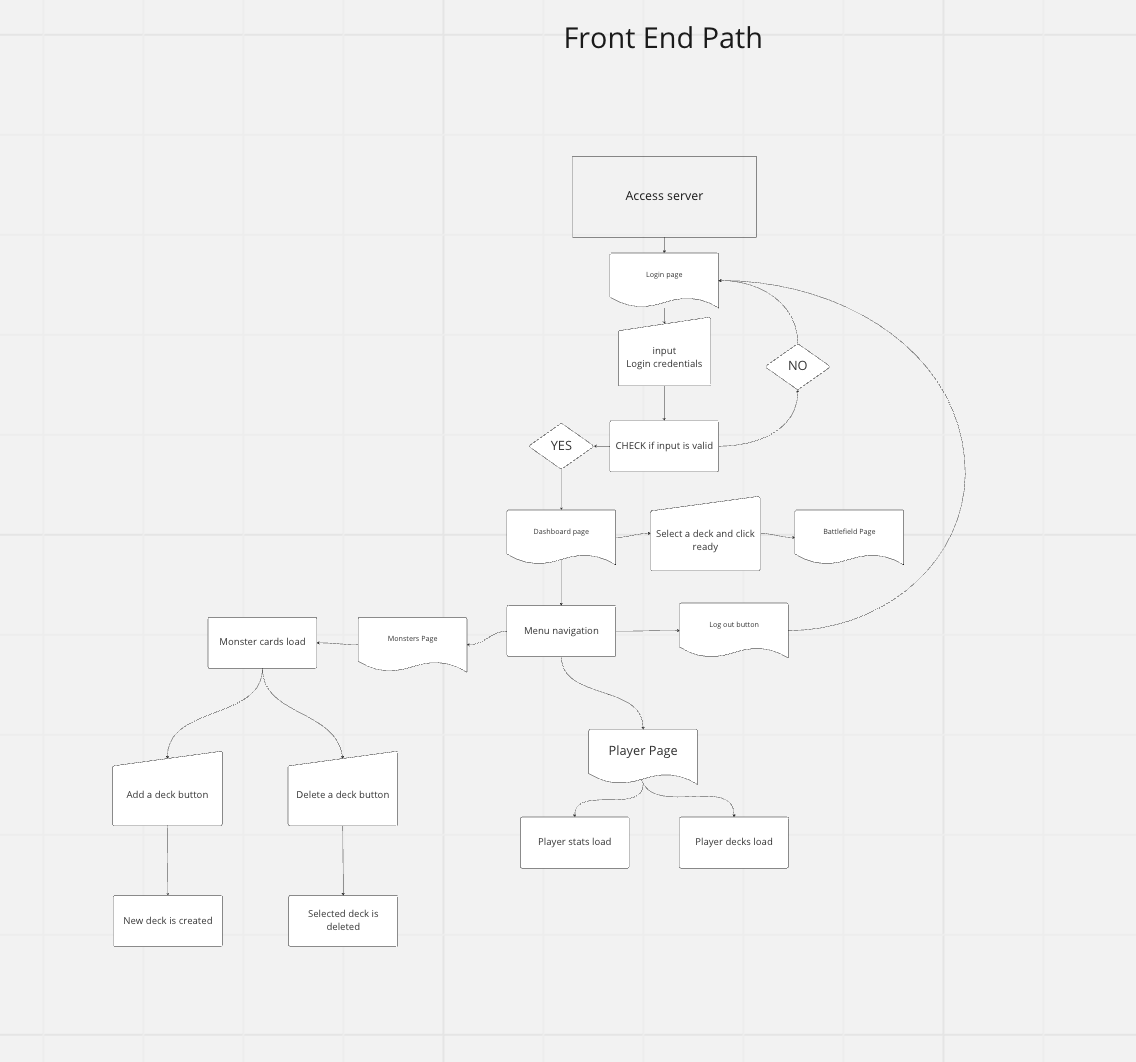 Front End Path
Access server
Login page
input
Login credentials
NO
YES
CHECK if input is valid
Dashboard page
Select a deck and click
ready
Battlefield Page
Monster cards load
Monsters Page
Menu navigation
Log out button
Player Page
Add a deck button
Delete a deck button
Player stats load
Player decks load
New deck is created
Selected deck is
deleted